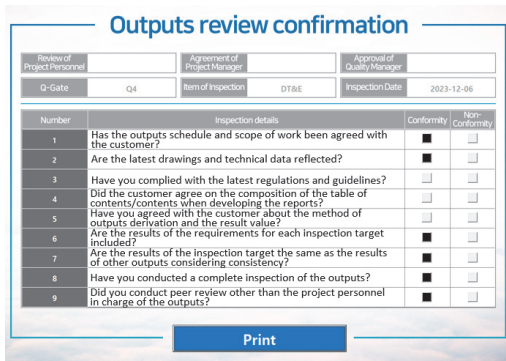 Outputs review confirmation
Review of
Project Personnel
Agreement of
Project Manager
Approval of
Quality Manager
Q-Gate Q4 Item of inspection DT&E Inspection Date 2023-12-06
Number Inspection details Conformity Non-
Conformity
1 Has the outputs schedule and scope of work been agreed with
the customer?
2 Are the latest drawings and technical data reflected?
3 Have you complied with the latest regulations and guidelines?
4 Did the customer agree on the composition of the table of
contents/contents when developing the reports?
5 Have you agreed with the customer about the method of
outputs derivation and the result value?
6 Are the results of the requirements for each inspection target
included?
7 Are the results of the inspection target the same as the results
of other outputs considering consistency?
8 Have you conducted a complete inspection of the outputs?
9 Did you conduct peer review other than the project personnel
in charge of the outputs?
Print